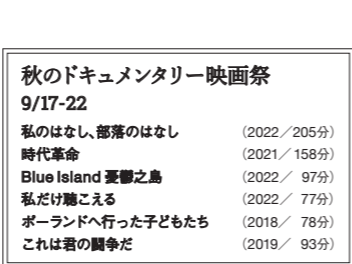 秋のドキュメンタリー映画祭
9/17-22
私のはなし、部落のはなし (2022／205分)
時代革命 (2021／158分)
Blue Island 憂鬱之島 (2022／ 97分)
私だけ聴こえる (2022／ 77分)
ポーランドへ行った子どもたち (2018／ 78分)
これは君の闘争だ (2019／ 93分)